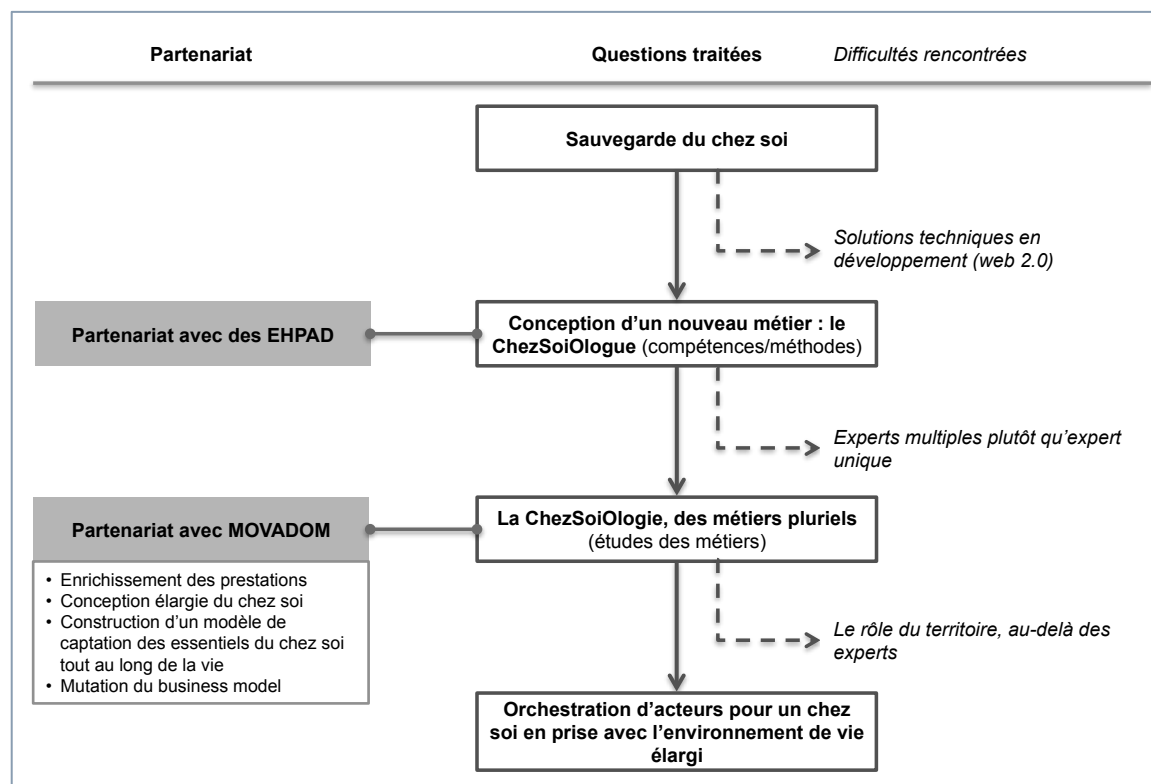 Partenariat
Questions traitées
Difficultés rencontrées
Sauvegarde du chez soi
Solutions techniques en
développement (web 2.0)
Partenariat avec des EHPAD
Conception d’un nouveau métier : le
ChezSoiOlogue (compétences/méthodes)
Experts multiples plutôt qu’expert
unique
Partenariat avec MOVADOM
La ChezSoiOlogie, des métiers pluriels
(études des métiers)
• Enrichissement des prestations
• Conception élargie du chez soi
• Construction d’un modèle de
captation des essentiels du chez soi
tout au long de la vie
• Mutation du business model
Le rôle du territoire, au-delà des
experts
Orchestration d’acteurs pour un chez
soi en prise avec l’environnement de vie
élargi